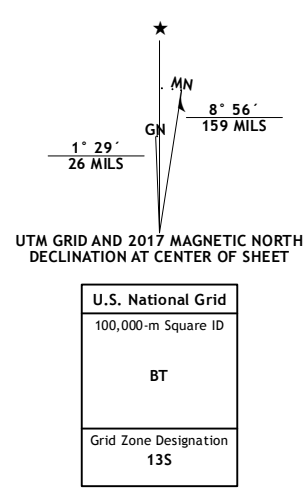 ★
MN
GN
8° 56´
159 MILS
1° 29´
26 MILS
UTM GRID AND 2017 MAGNETIC NORTH
DECLINATION AT CENTER OF SHEET
U.S. National Grid
100,000-m Square ID
BT
Grid Zone Designation
13S